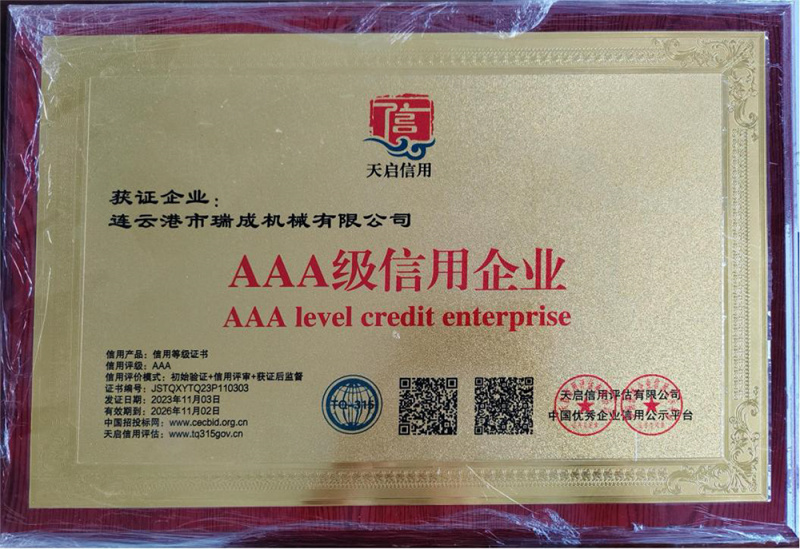 信
天启信用
获证企业：
连云港市瑞成机械有限公司
AAA级信用企业
AAA level credit enterprise
信用产品：信用等级证书
信用评级：AAA
信用评价模式：初始验证+信用评审+获证后监督
证书编号：JSTQXYTQ23P110303
发证日期：2023年11月03日
有效期到：2026年11月02日
中国招投标网：www.cecbid.org.cn
天启信用评估：www.tq315gov.cn
TQ-315
天启信用评估有限公司
中国优秀企业信用公示平台